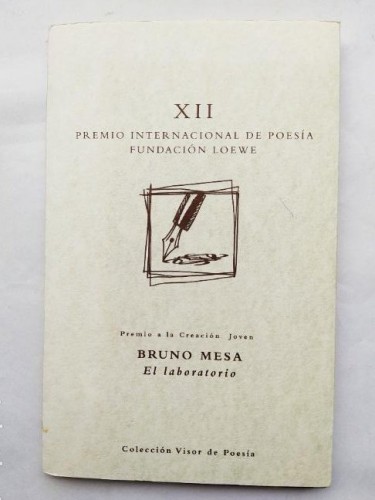 XII
PREMIO INTERNACIONAL DE POESÍA
FUNDACIÓN LOEWE
Premio a la Creación Joven
BRUNO MESA
El laboratorio
Colección Visor de Poesía